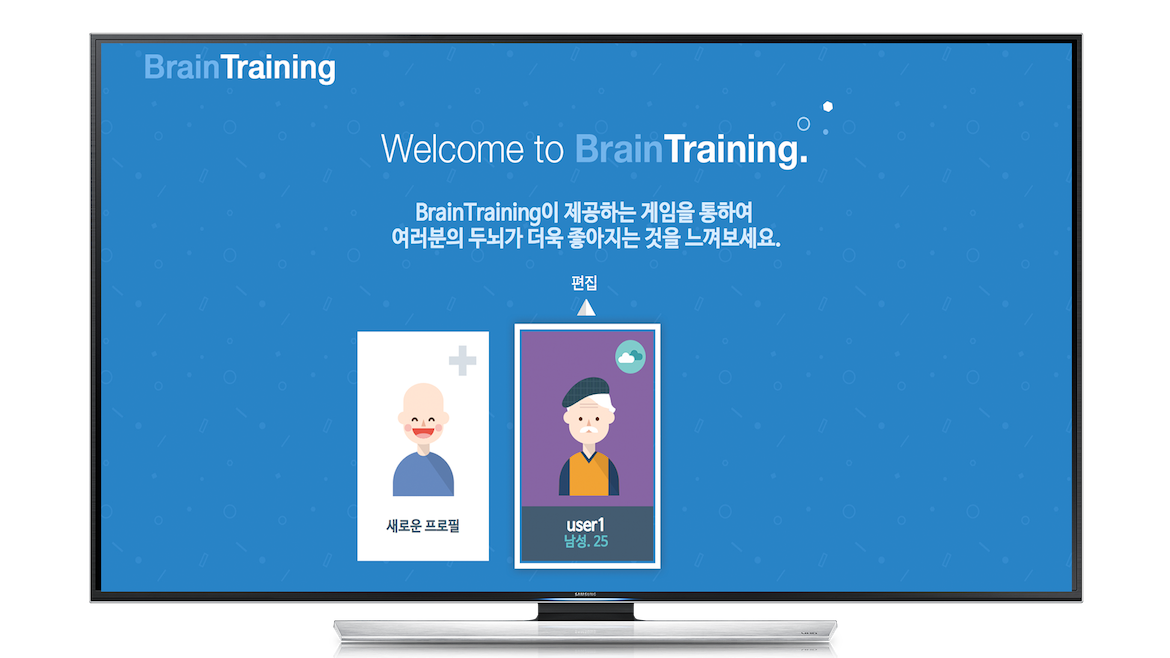 BrainTraining
Welcome to BrainTraining.
BrainTraining이 제공하는 게임을 통하여
여러분의 두뇌가 더욱 좋아지는 것을 느껴보세요.
편집
새로운 프로필
user1
남성. 25
SAMSUNG